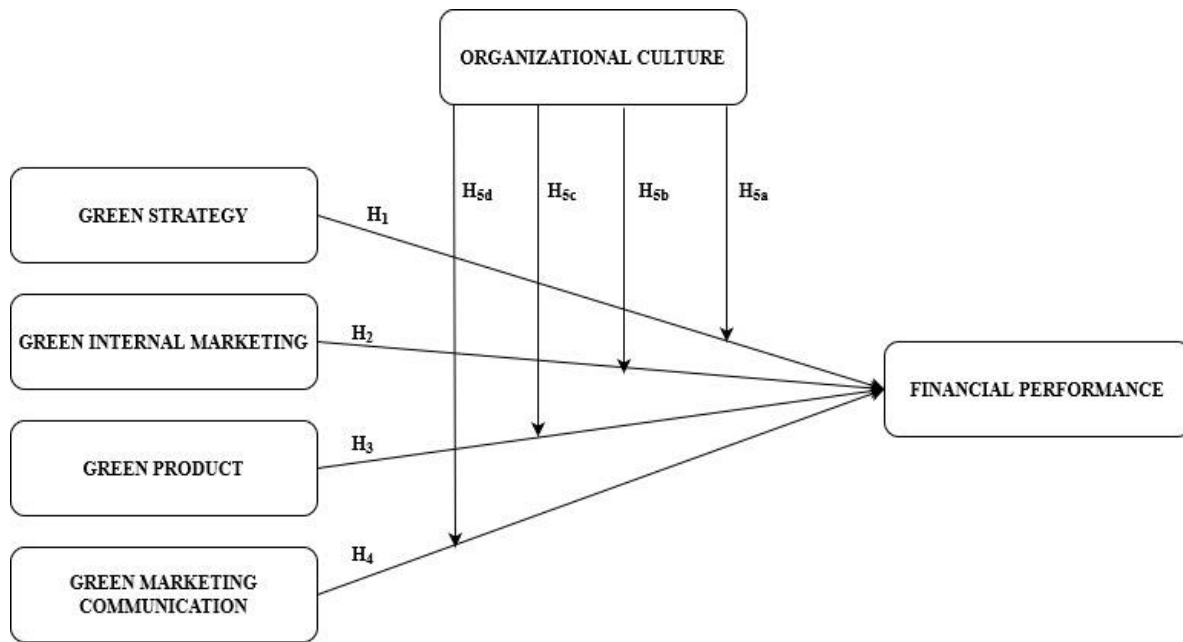 ORGANIZATIONAL CULTURE
H5d
H5c
H5b
H5a
GREEN STRATEGY
H1
GREEN INTERNAL MARKETING
H2
FINANCIAL PERFORMANCE
GREEN PRODUCT
H3
GREEN MARKETING
COMMUNICATION
H4